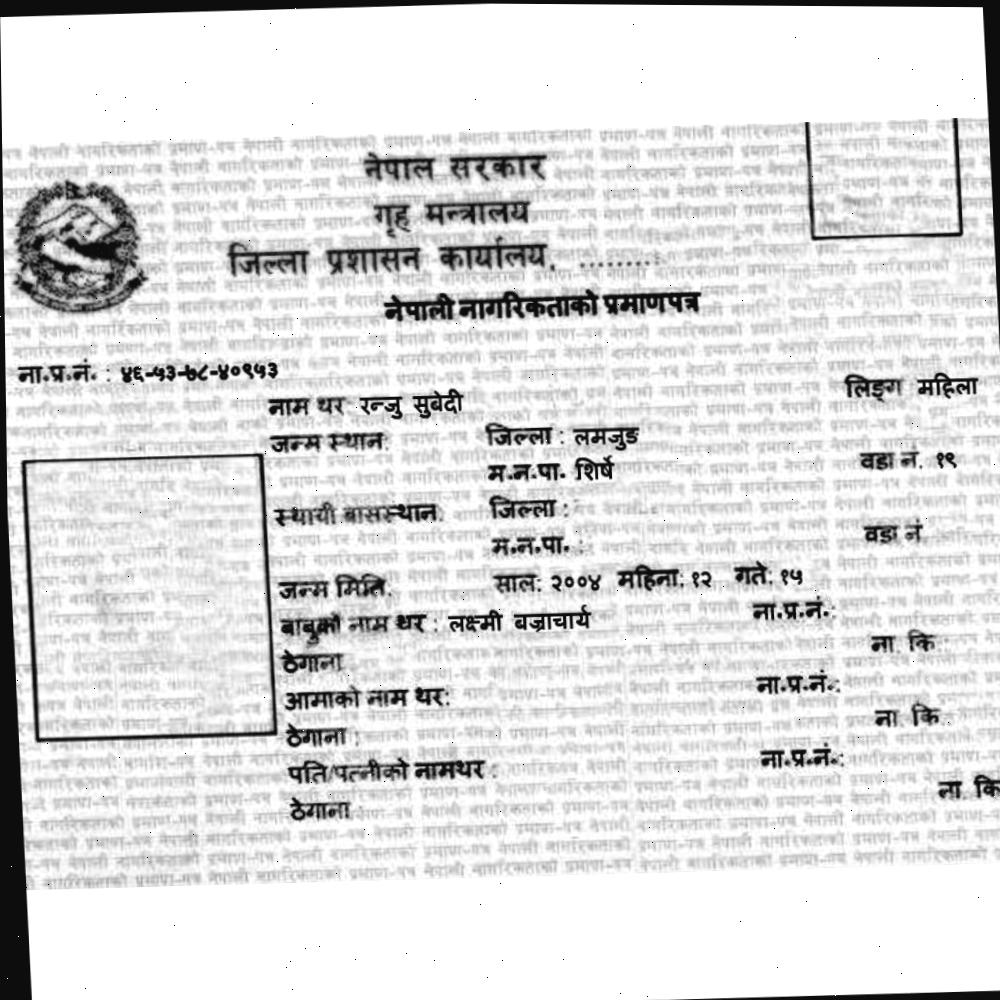 नेपाल सरकार
गृह मन्त्रालय
जिल्ला प्रशासन कार्यालय, .........
नेपाली नागरिकताको प्रमाणपत्र
ना.प्र.नं. : ४६-५३-७८-४०९५३
नाम थर रन्जु सुबेदी लिङ्ग महिला
जन्म स्थान: जिल्ला : लमजुङ
म.न.पा. शिर्षे वडा नं. १९
स्थायी बासस्थान: जिल्ला :
म.न.पा. : वडा नं.
जन्म मिति: साल: २००४ महिना: १२ गते: १५
बाबुको नाम थर : लक्ष्मी बज्राचार्य ना.प्र.नं.:
ठेगाना ना. कि.:
आमाको नाम थर: ना.प्र.नं.:
ठेगाना : ना. कि.
पति/पत्नीको नामथर : ना.प्र.नं.:
ठेगाना ना. कि